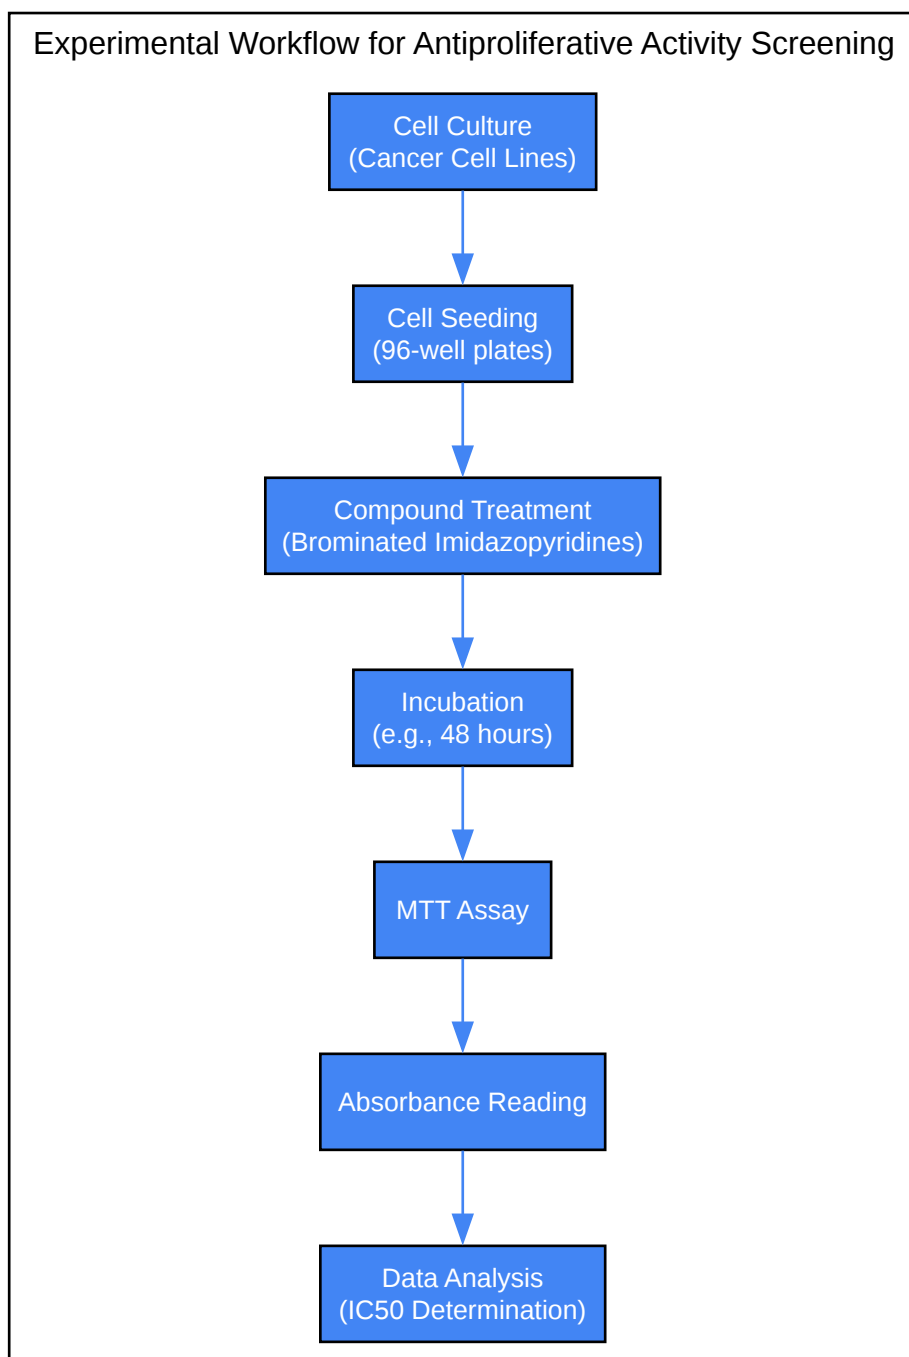 Experimental Workflow for Antiproliferative Activity Screening
Cell Culture
(Cancer Cell Lines)
Cell Seeding
(96-well plates)
Compound Treatment
(Brominated Imidazopyridines)
Incubation
(e.g., 48 hours)
MTT Assay
Absorbance Reading
Data Analysis
(IC50 Determination)